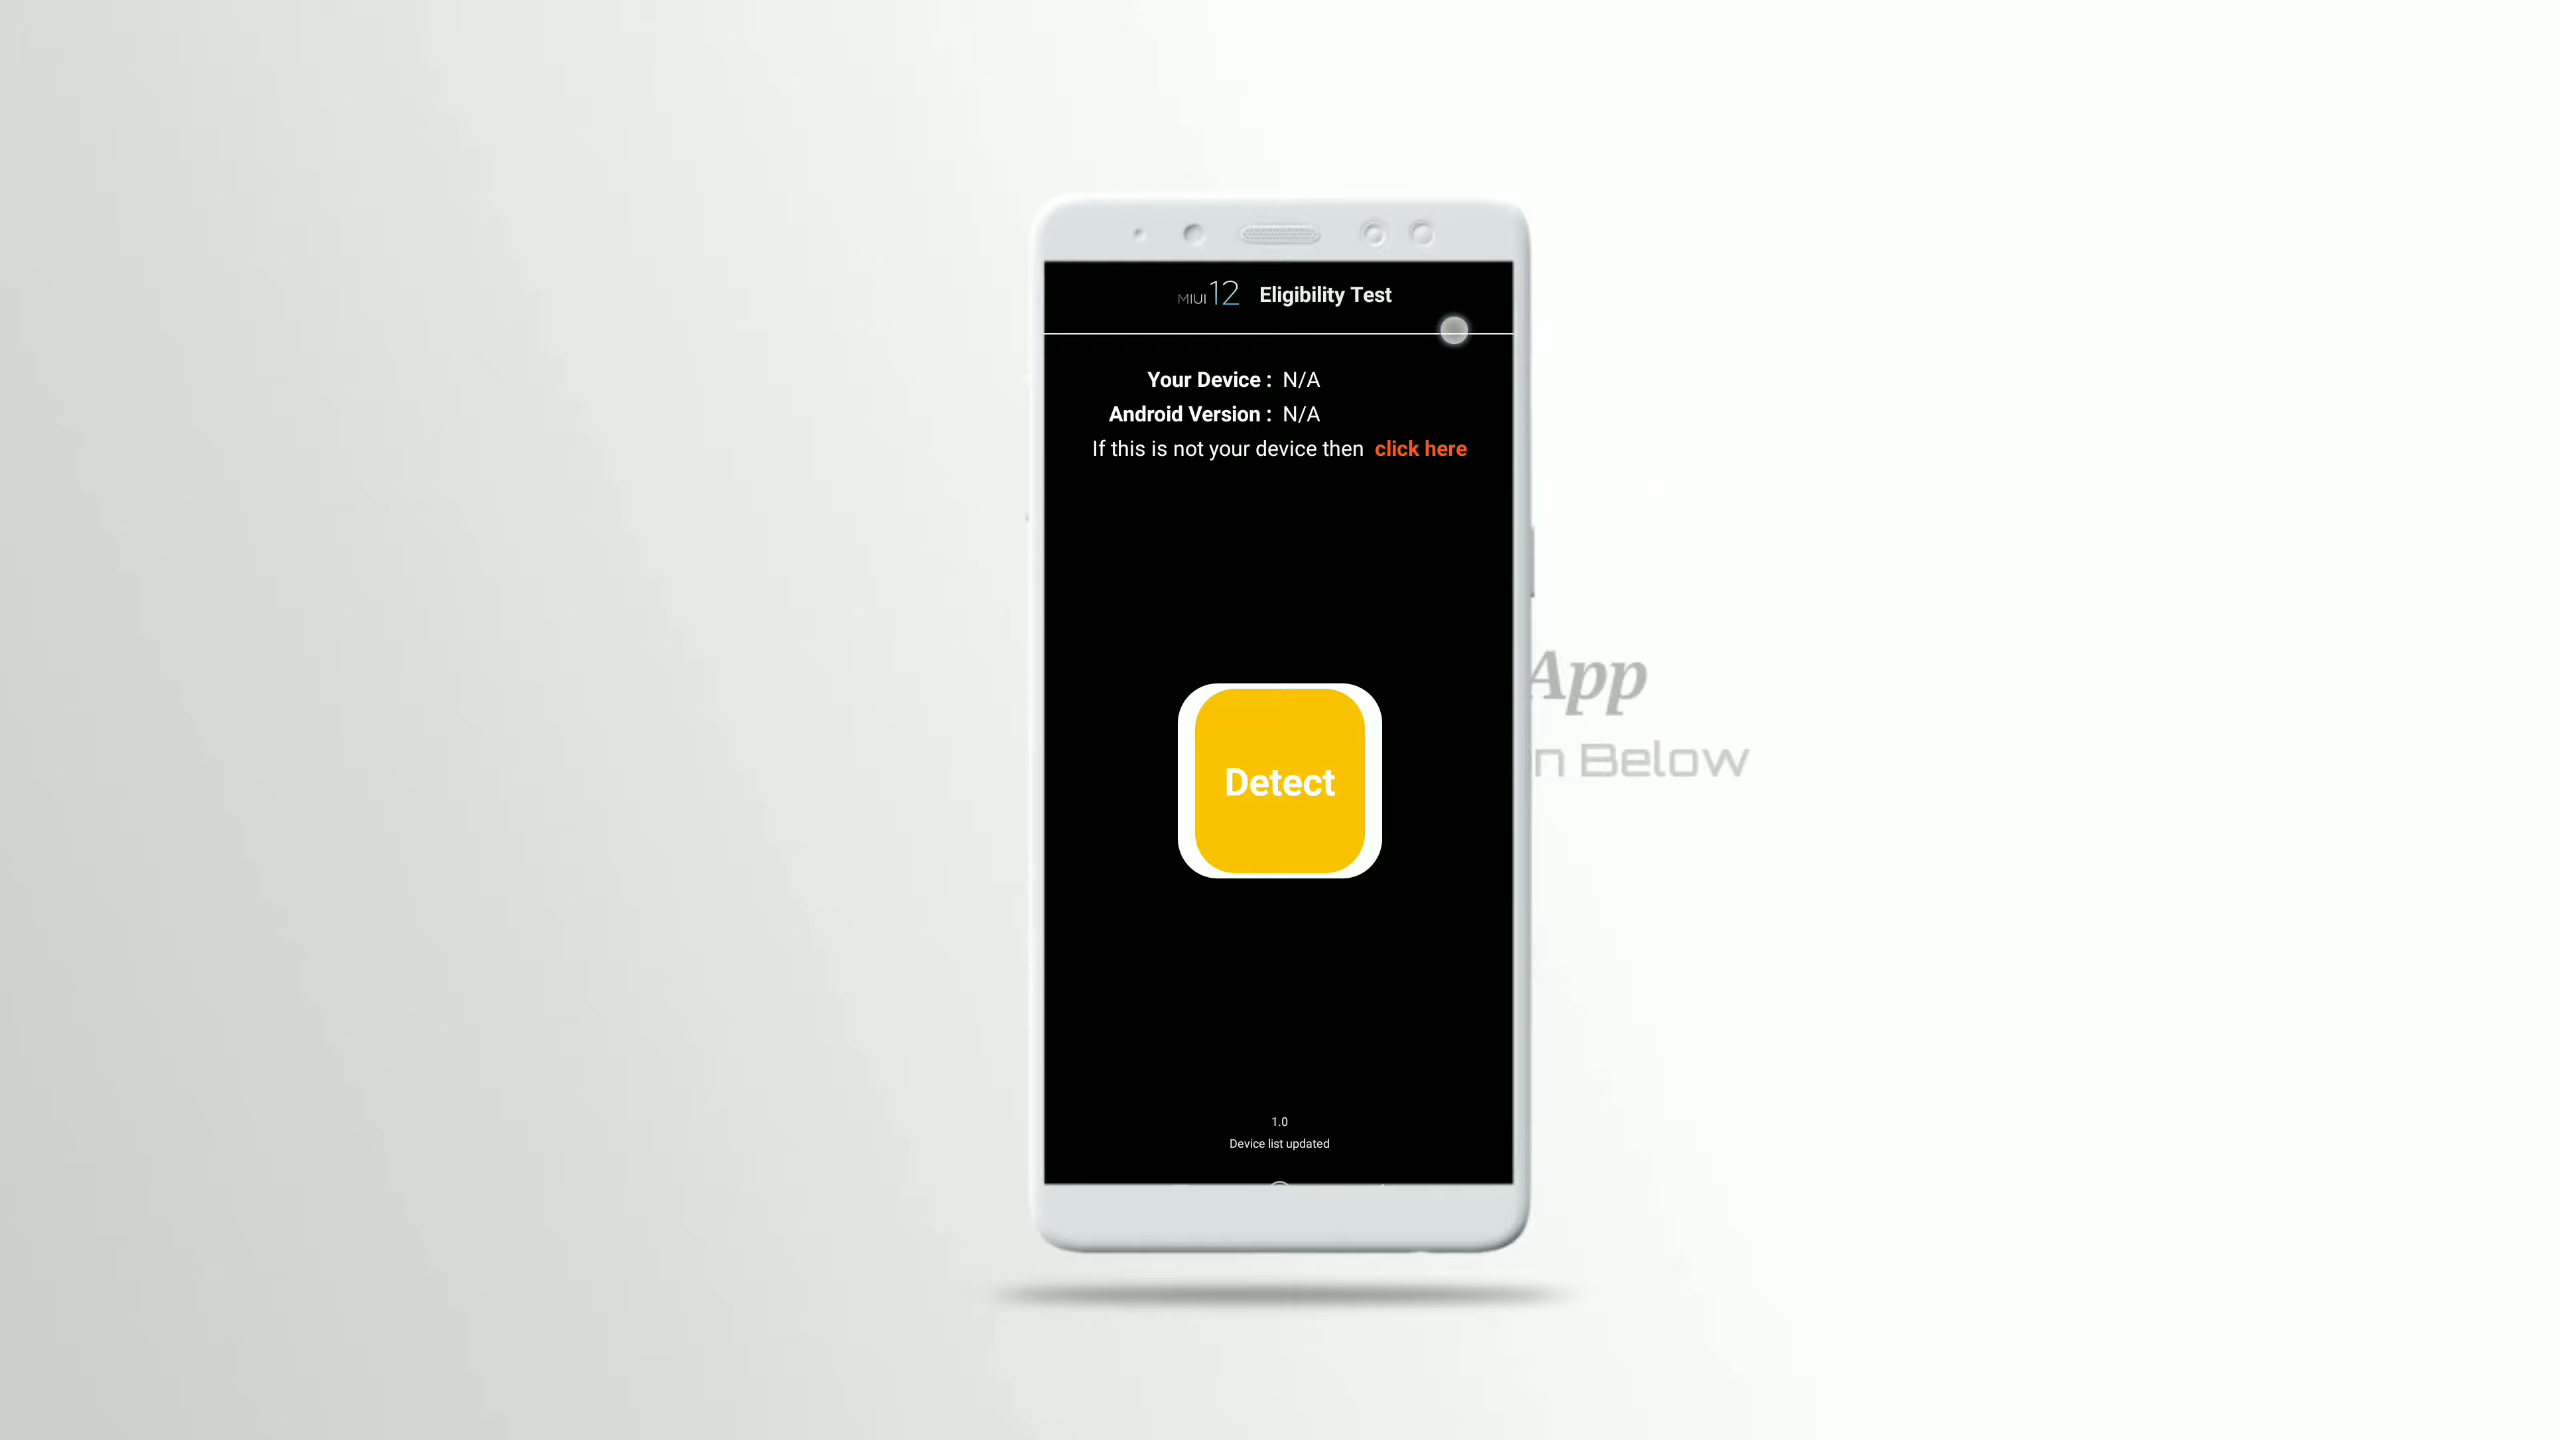 MIUI 12 Eligibility Test
Your Device : N/A
Android Version : N/A
If this is not your device then click here
App
Below
Detect
1.0
Device list updated